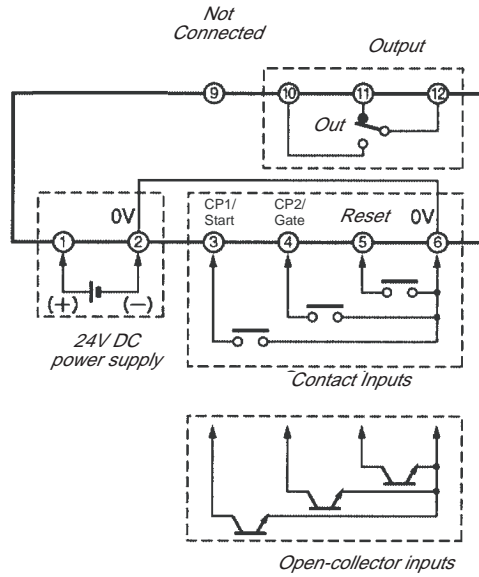 Not
Connected
Output
9
10
11
12
Out
0V
CP1/
Start
CP2/
Gate
Reset
0V
1
2
3
4
5
6
(+)
(−)
24V DC
power supply
Contact Inputs
Open-collector inputs